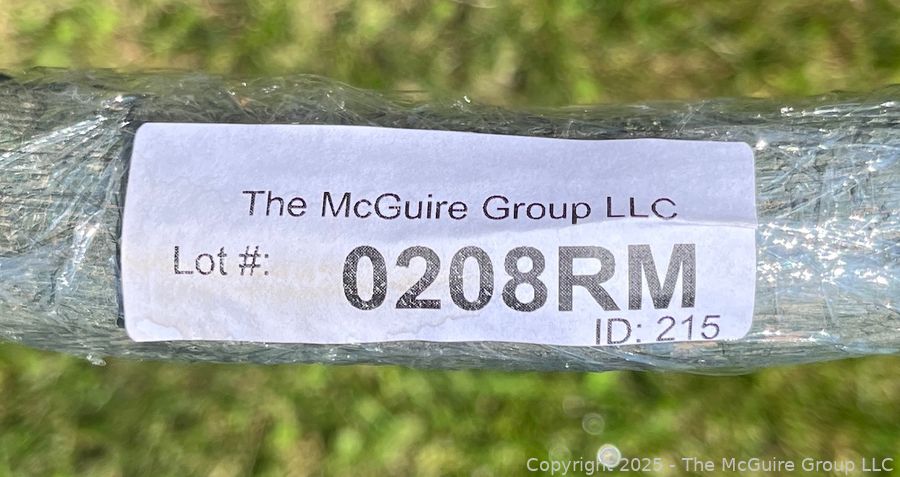 The McGuire Group LLC
Lot #: 0208RM
ID: 215
Copyright 2025 - The McGuire Group LLC